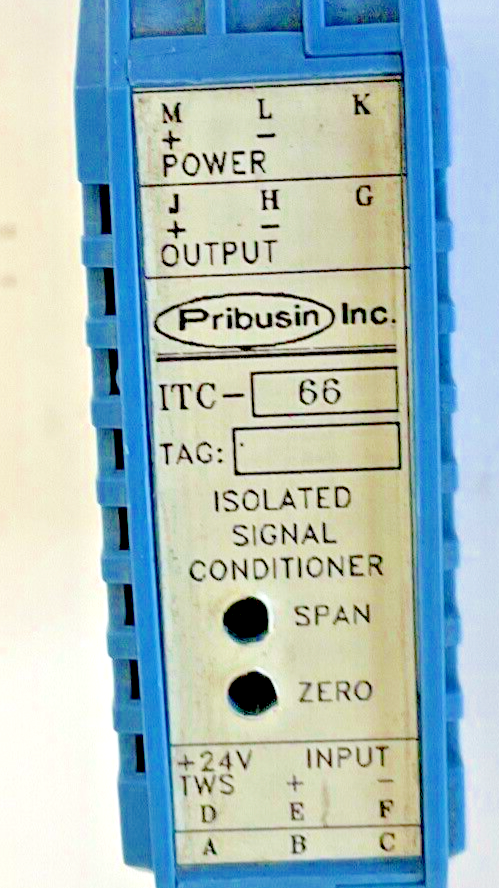 M L K
+ −
POWER
J H G
+ −
OUTPUT
Pribusin Inc.
ITC- 66
TAG:
ISOLATED
SIGNAL
CONDITIONER
SPAN
ZERO
+24V INPUT
TWS + −
D E F
A B C